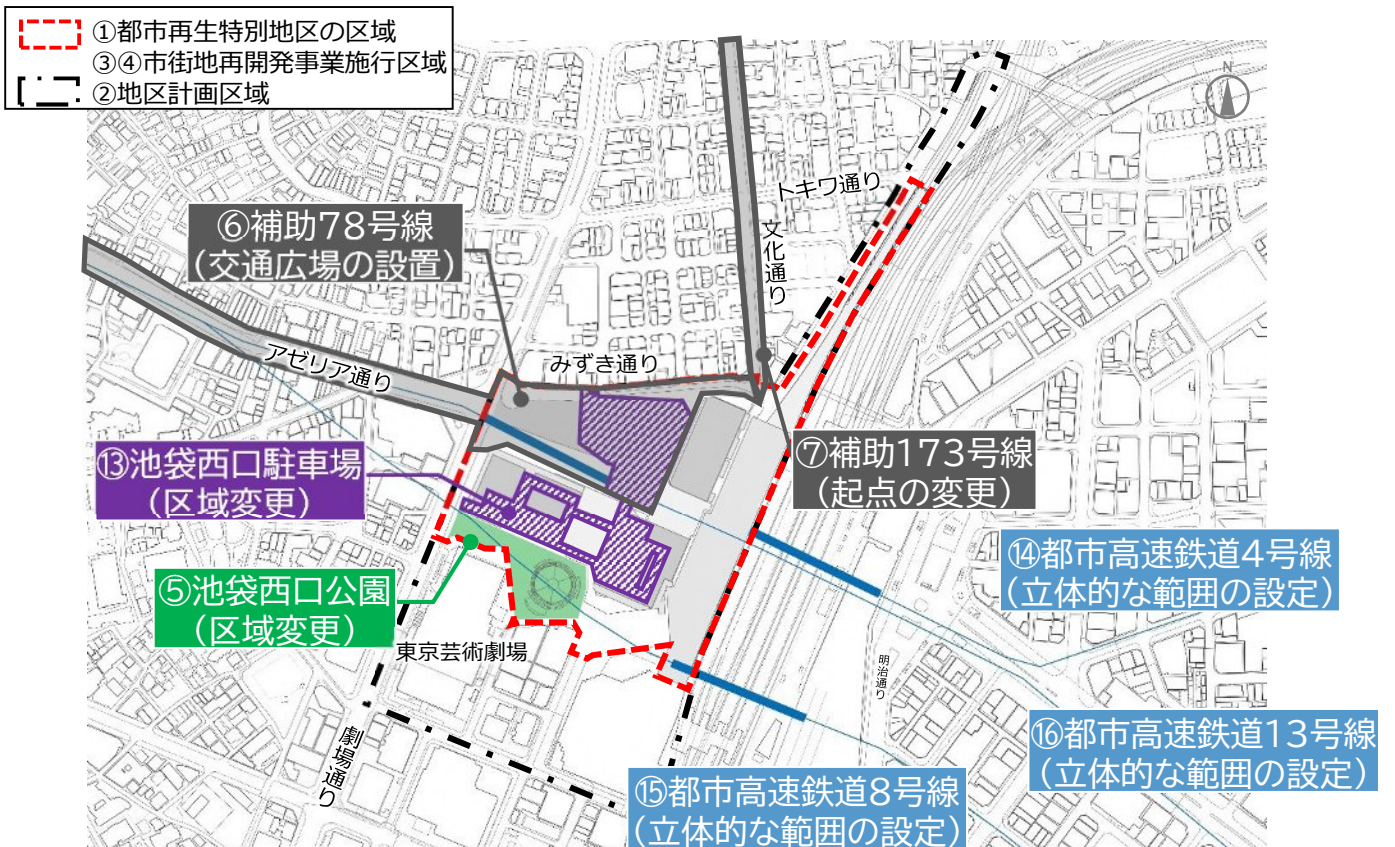 ①都市再生特別地区の区域
③④市街地再開発事業施行区域
②地区計画区域
N
トキワ通り
文化通り
⑥補助78号線
(交通広場の設置)
アゼリア通り
みずき通り
⑬池袋西口駐車場
(区域変更)
⑦補助173号線
(起点の変更)
⑭都市高速鉄道4号線
(立体的な範囲の設定)
⑤池袋西口公園
(区域変更)
東京芸術劇場
明治通り
劇場通り
⑯都市高速鉄道13号線
(立体的な範囲の設定)
⑮都市高速鉄道8号線
(立体的な範囲の設定)